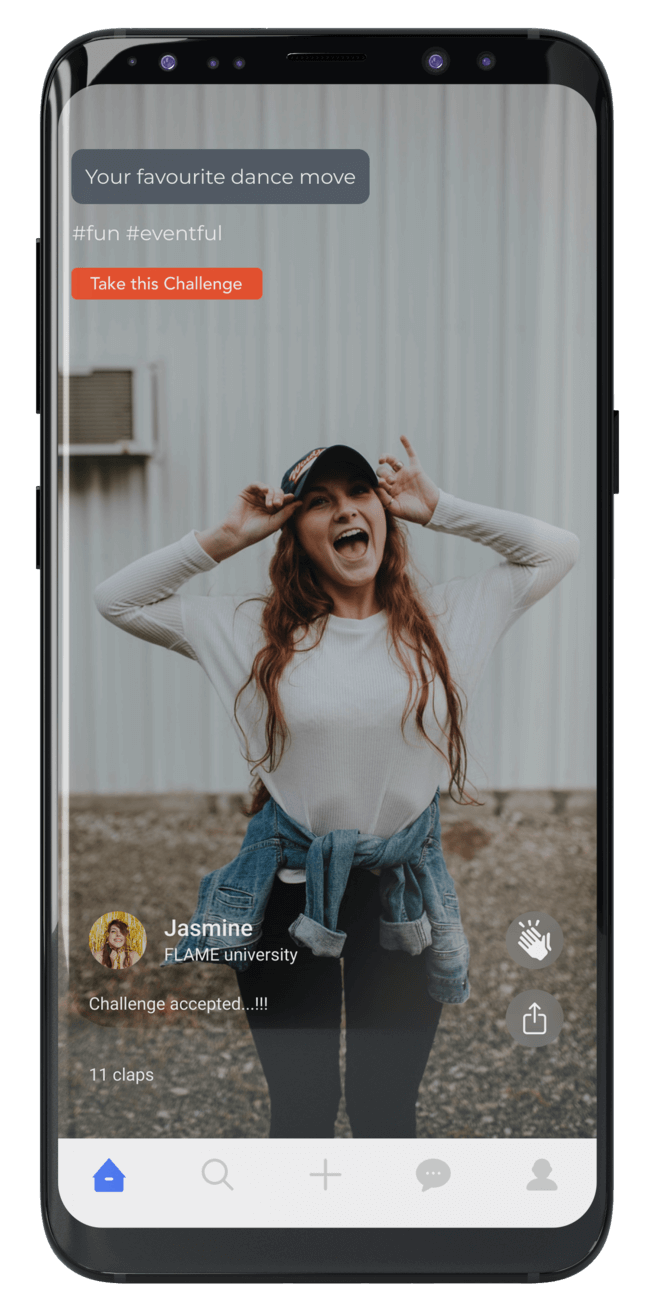 Your favourite dance move
#fun #eventful
Take this Challenge
Jasmine
FLAME university
Challenge accepted...!!!
11 claps